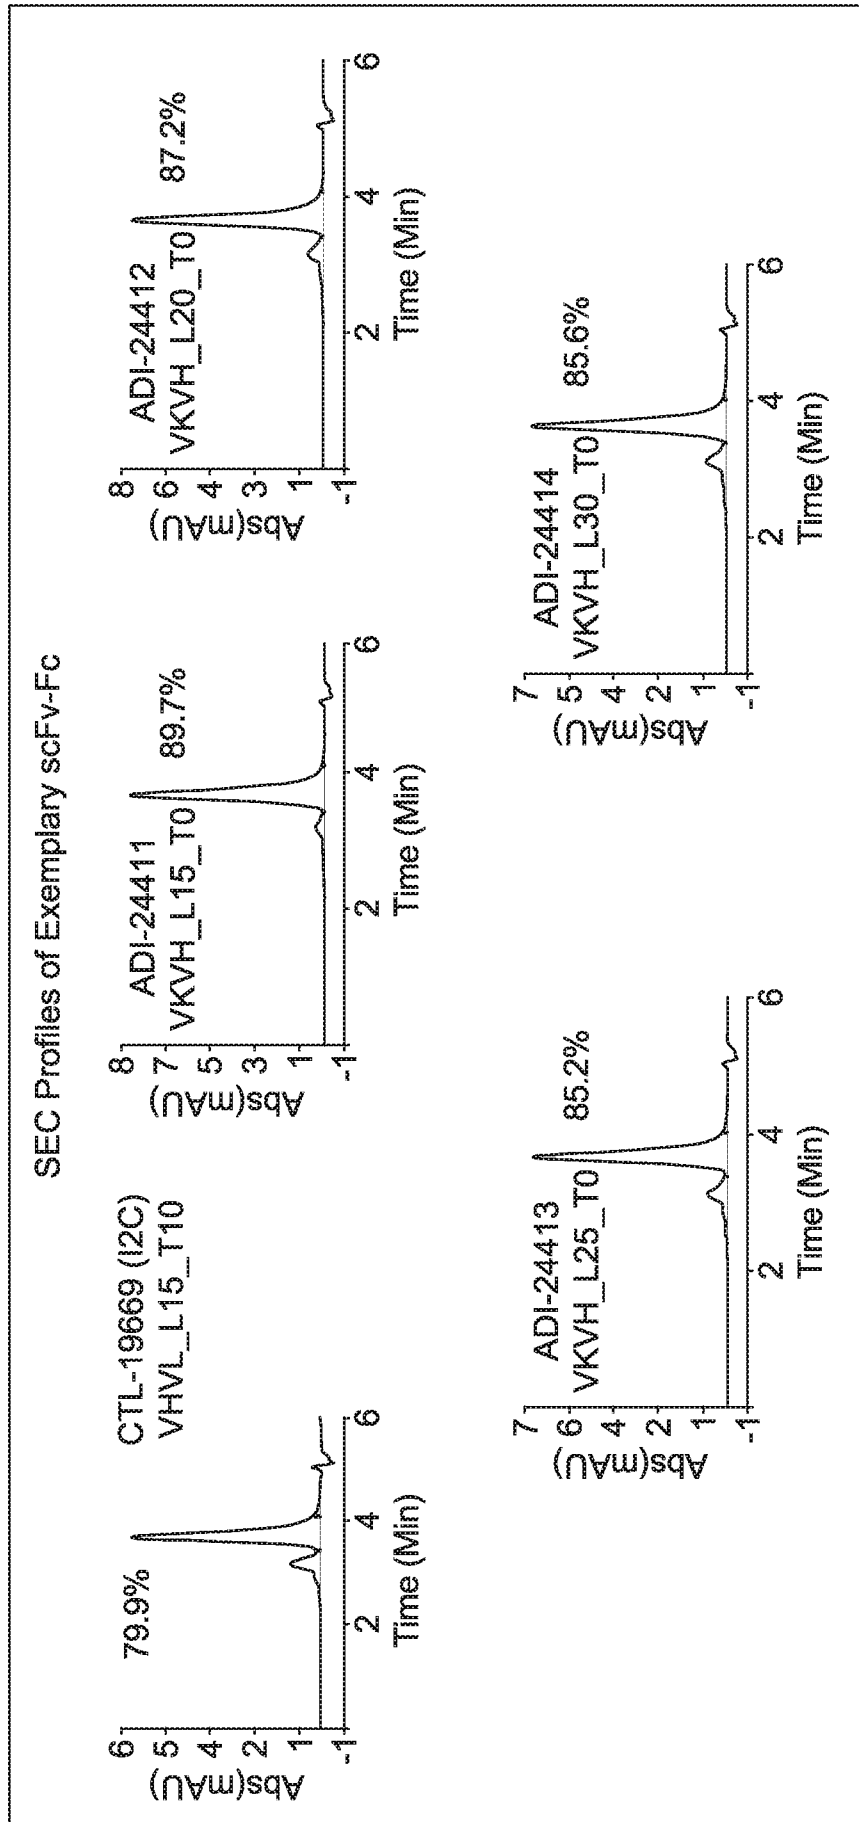 SEC Profiles of Exemplary scFv-Fc
CTL-19669 (I2C)
VHVL_L15_T10
79.9%
Abs(mAU)
6
5
4
2
1
-1
2
4
6
Time (Min)
ADI-24411
VKVH_L15_T0
89.7%
Abs(mAU)
8
7
5
3
1
-1
2
4
6
Time (Min)
ADI-24412
VKVH_L20_T0
87.2%
Abs(mAU)
8
6
4
3
1
-1
2
4
6
Time (Min)
ADI-24413
VKVH_L25_T0
85.2%
Abs(mAU)
7
6
4
2
1
-1
2
4
6
Time (Min)
ADI-24414
VKVH_L30_T0
85.6%
Abs(mAU)
7
5
4
2
1
-1
2
4
6
Time (Min)